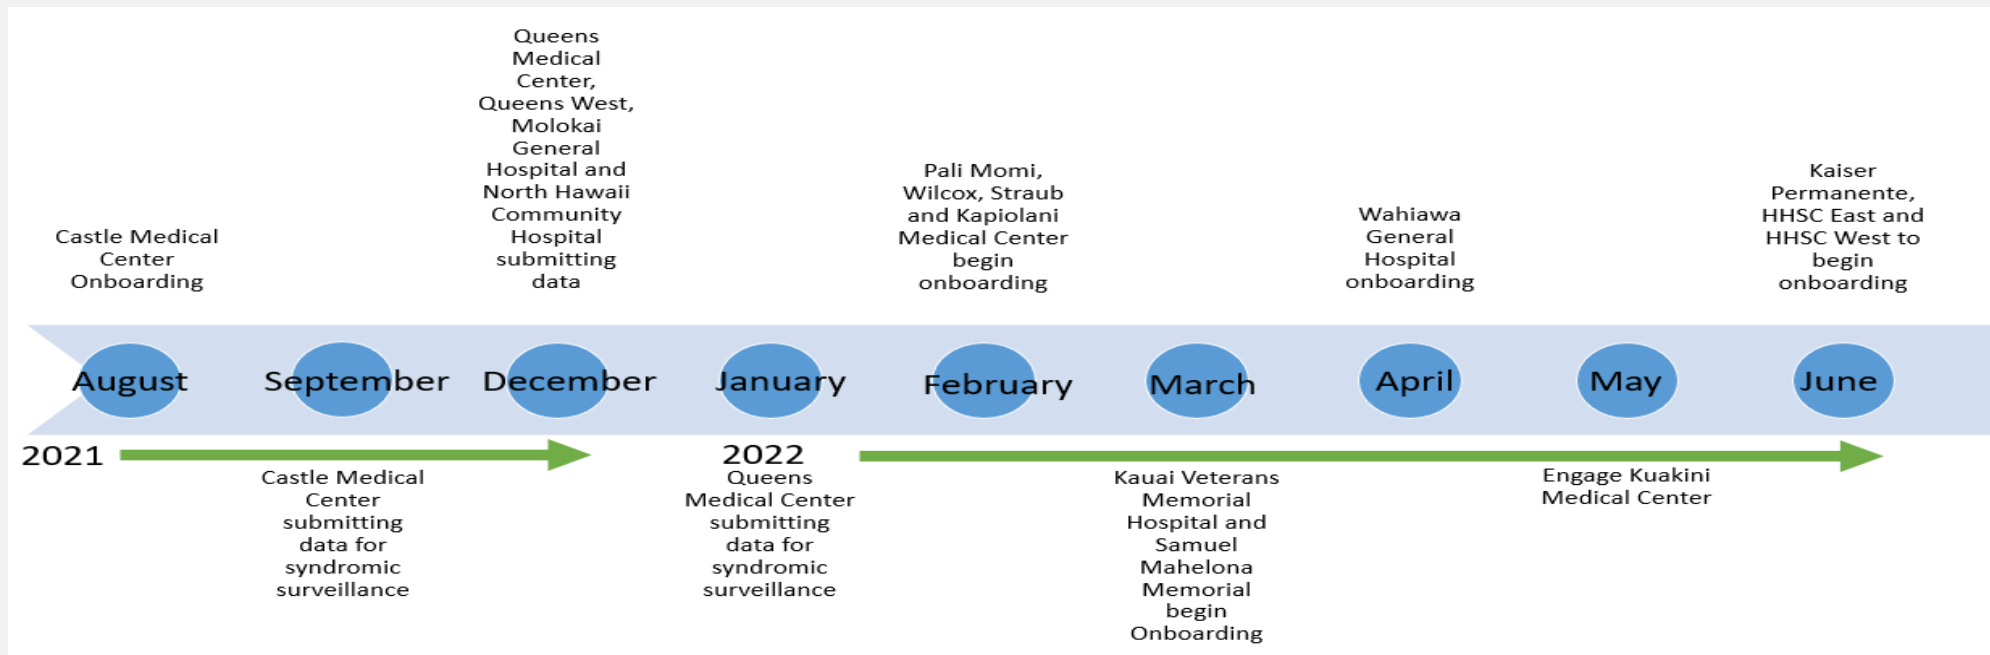 Castle Medical
Center
Onboarding
Queens
Medical
Center,
Queens West,
Molokai
General
Hospital and
North Hawaii
Community
Hospital
submitting
data
Pali Momi,
Wilcox, Straub
and Kapiolani
Medical Center
begin
onboarding
Wahiawa
General
Hospital
onboarding
Kaiser
Permanente,
HHSC East and
HHSC West to
begin
onboarding
August
September
December
January
February
March
April
May
June
2021
Castle Medical
Center
submitting
data for
syndromic
surveillance
2022
Queens
Medical Center
submitting
data for
syndromic
surveillance
Kauai Veterans
Memorial
Hospital and
Samuel
Mahelona
Memorial
begin
Onboarding
Engage Kuakini
Medical Center